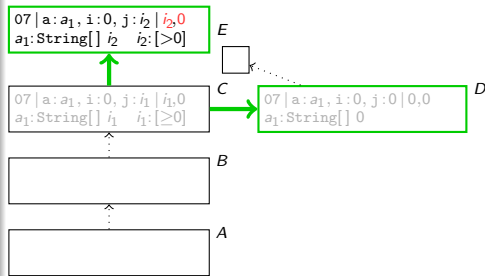 07 | a:a₁, i:0, j:i₂ | i₂,0
a₁:String[] i₂ i₂:[>0]
E
C
07 | a:a₁, i:0, j:i₁ | i₁,0
a₁:String[] i₁ i₁:[≥0]
07 | a:a₁, i:0, j:0 | 0,0
a₁:String[] 0
D
B
A